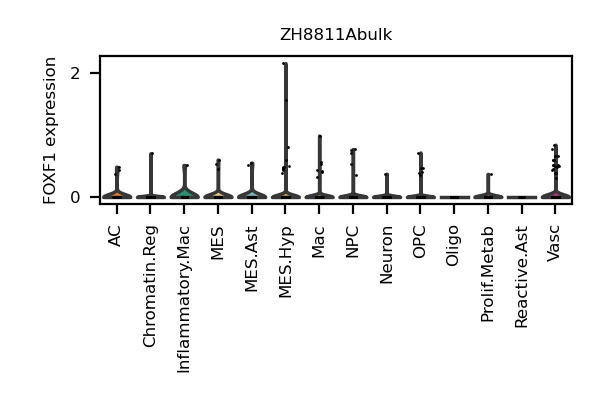 ZH8811Abulk
FOXF1 expression
2
0
AC
Chromatin.Reg
Inflammatory.Mac
MES
MES.Ast
MES.Hyp
Mac
NPC
Neuron
OPC
Oligo
Prolif.Metab
Reactive.Ast
Vasc